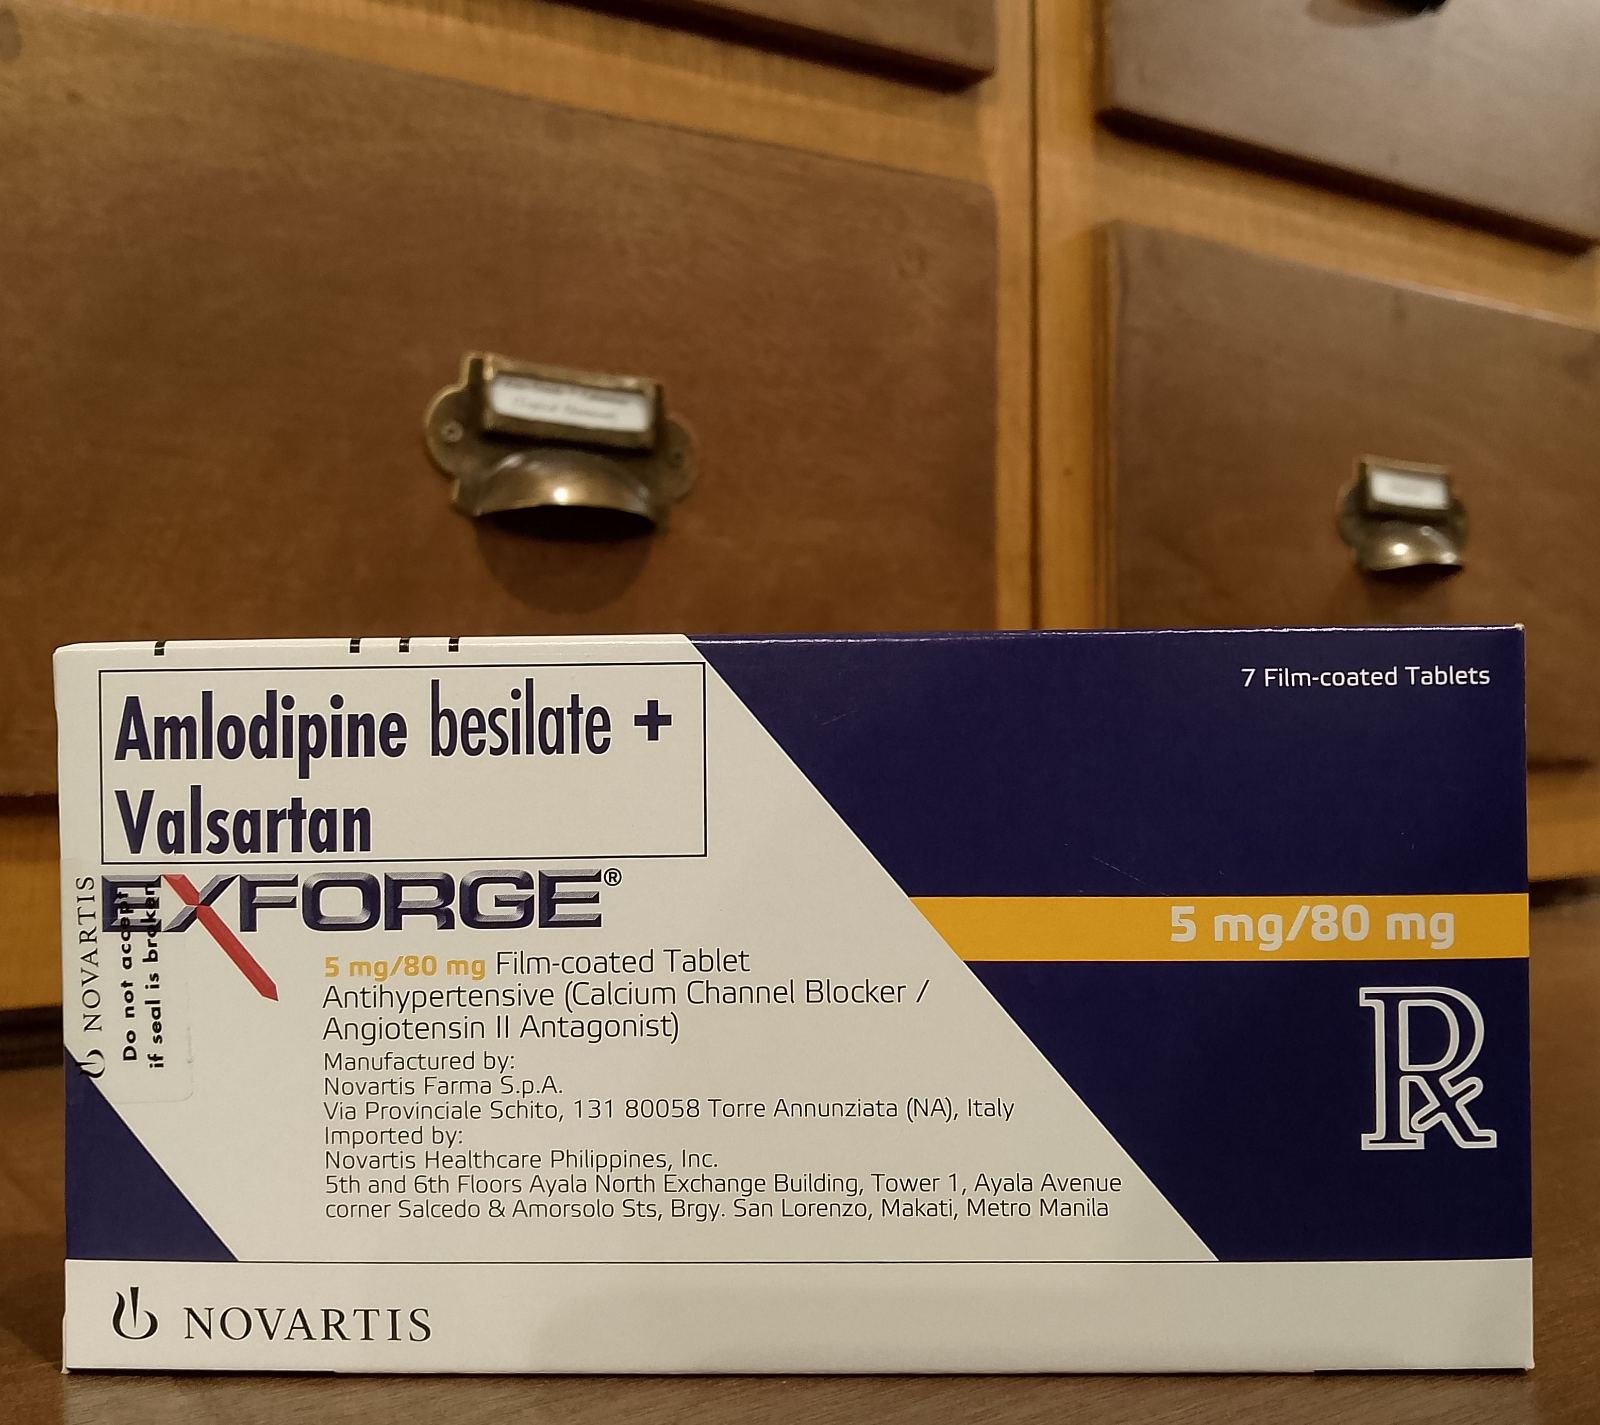 7 Film-coated Tablets
Amlodipine besilate +
Valsartan
EXFORGE®
5 mg/80 mg
5 mg/80 mg Film-coated Tablet
Antihypertensive (Calcium Channel Blocker /
Angiotensin II Antagonist)
Manufactured by:
Novartis Farma S.p.A.
Via Provinciale Schito, 131 80058 Torre Annunziata (NA), Italy
Imported by:
Novartis Healthcare Philippines, Inc.
5th and 6th Floors Ayala North Exchange Building, Tower 1, Ayala Avenue
corner Salcedo & Amorsolo Sts, Brgy. San Lorenzo, Makati, Metro Manila
Rx
NOVARTIS
Do not accept
if seal is broken
NOVARTIS